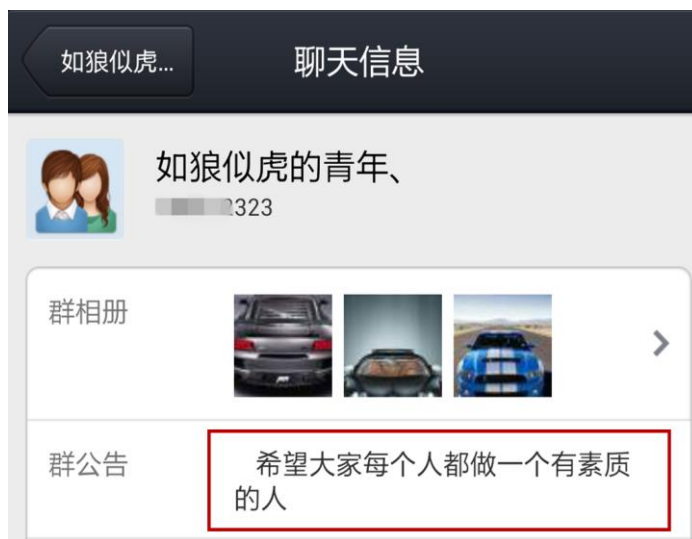 如狼似虎...
聊天信息
如狼似虎的青年、
2323
群相册
群公告
希望大家每个人都做一个有素质
的人